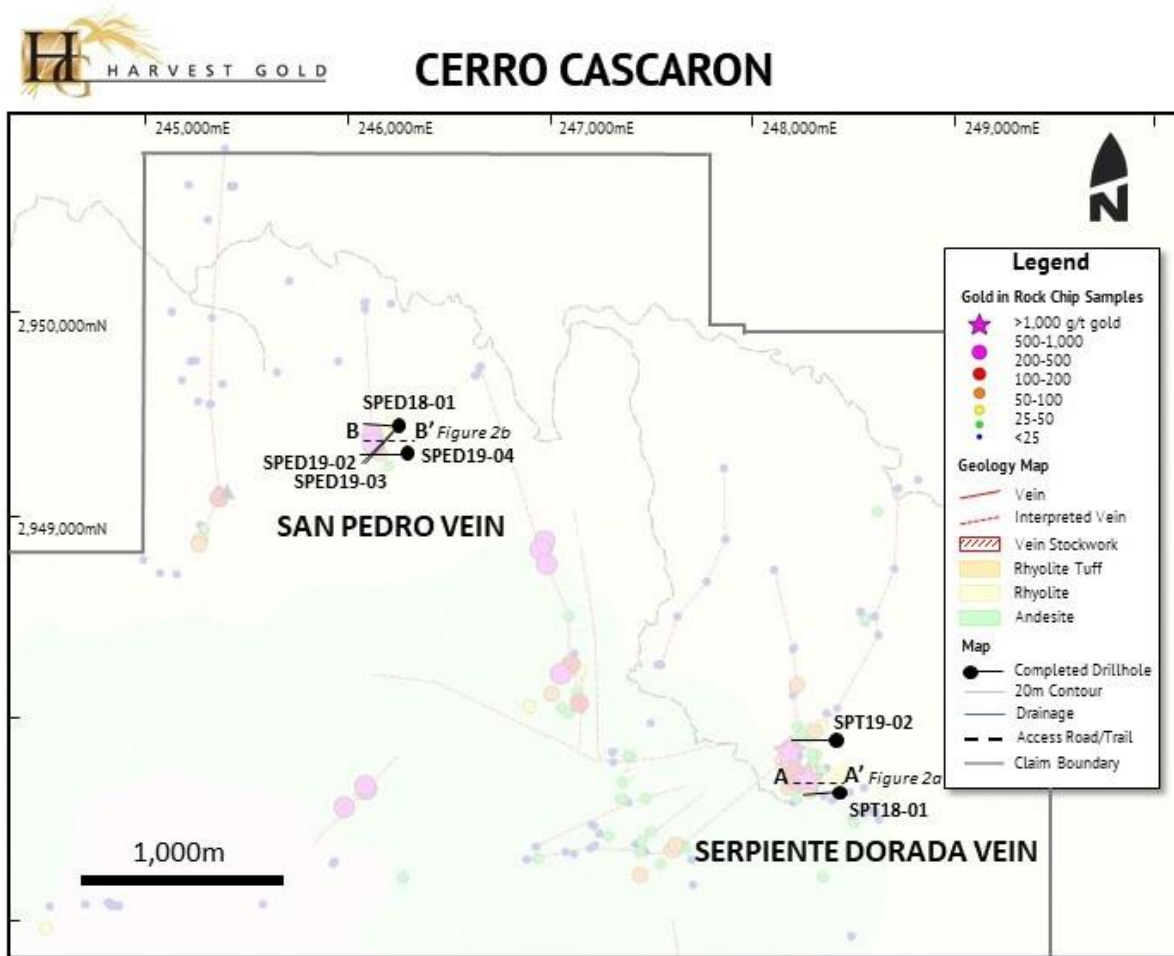 HG HARVEST GOLD
CERRO CASCARON
245,000mE
246,000mE
247,000mE
248,000mE
249,000mE
N
2,950,000mN
2,949,000mN
SPED18-01
B B' Figure 2b
SPED19-02
SPED19-03
SPED19-04
SAN PEDRO VEIN
SPT19-02
A A' Figure 2a
SPT18-01
SERPIENTE DORADA VEIN
1,000m
Legend
Gold in Rock Chip Samples
>1,000 g/t gold
500-1,000
200-500
100-200
50-100
25-50
<25
Geology Map
Vein
Interpreted Vein
Vein Stockwork
Rhyolite Tuff
Rhyolite
Andesite
Map
Completed Drillhole
20m Contour
Drainage
Access Road/Trail
Claim Boundary